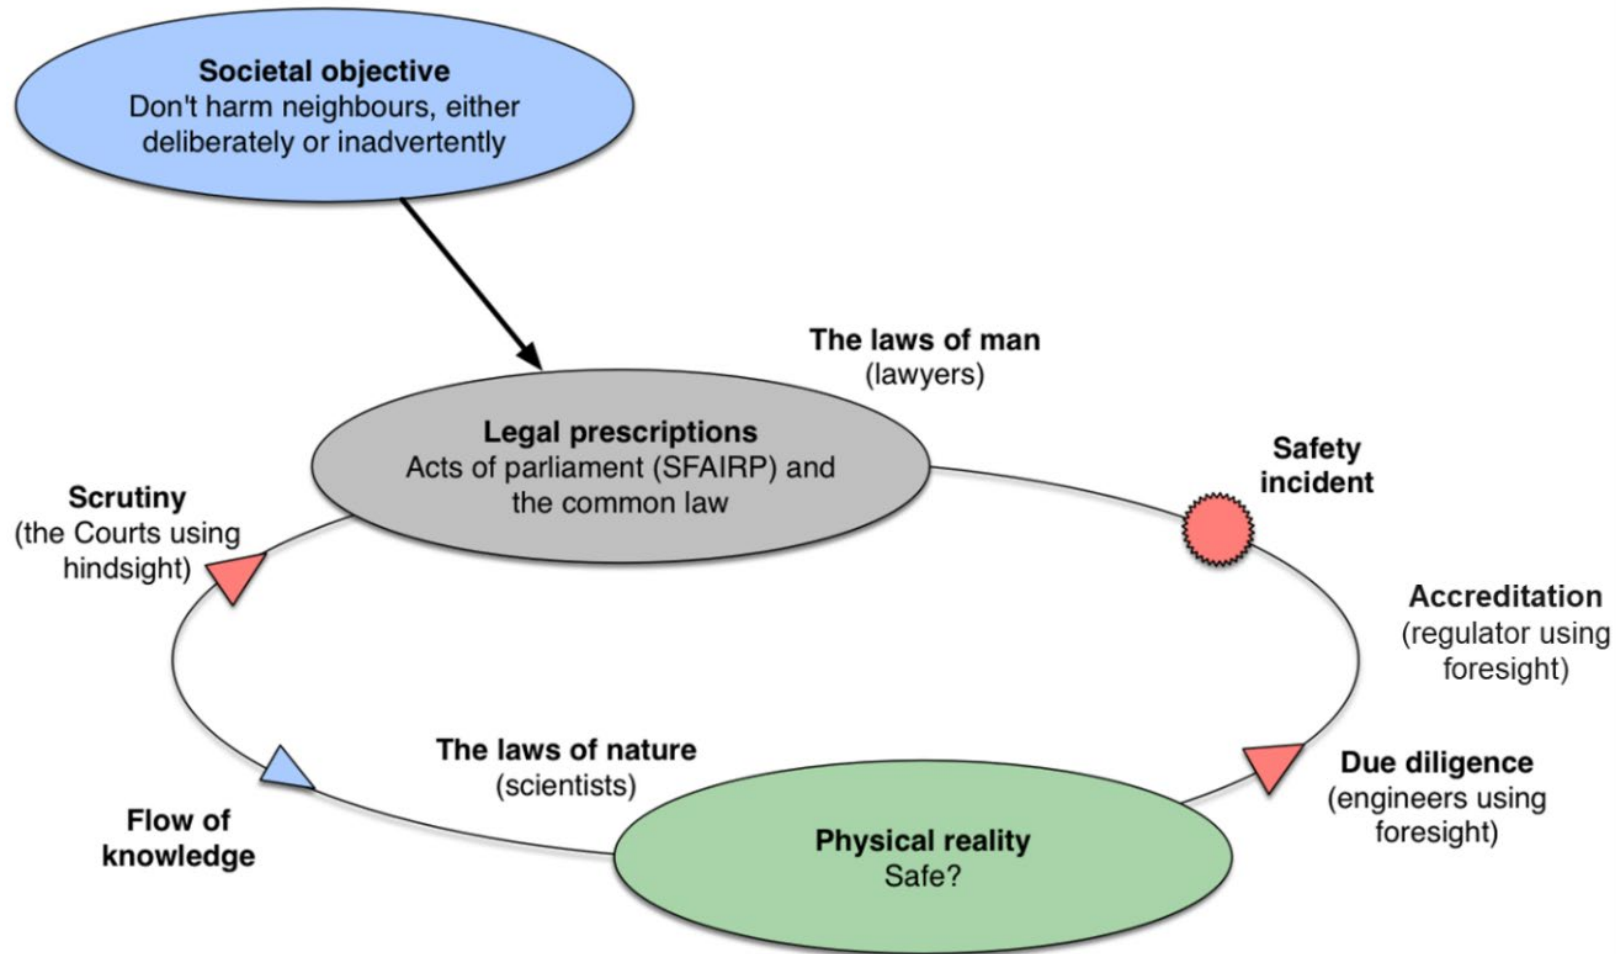 Societal objective
Don't harm neighbours, either
deliberately or inadvertently
The laws of man
(lawyers)
Legal prescriptions
Acts of parliament (SFAIRP) and
the common law
Safety
incident
Scrutiny
(the Courts using
hindsight)
Accreditation
(regulator using
foresight)
The laws of nature
(scientists)
Due diligence
(engineers using
foresight)
Flow of
knowledge
Physical reality
Safe?